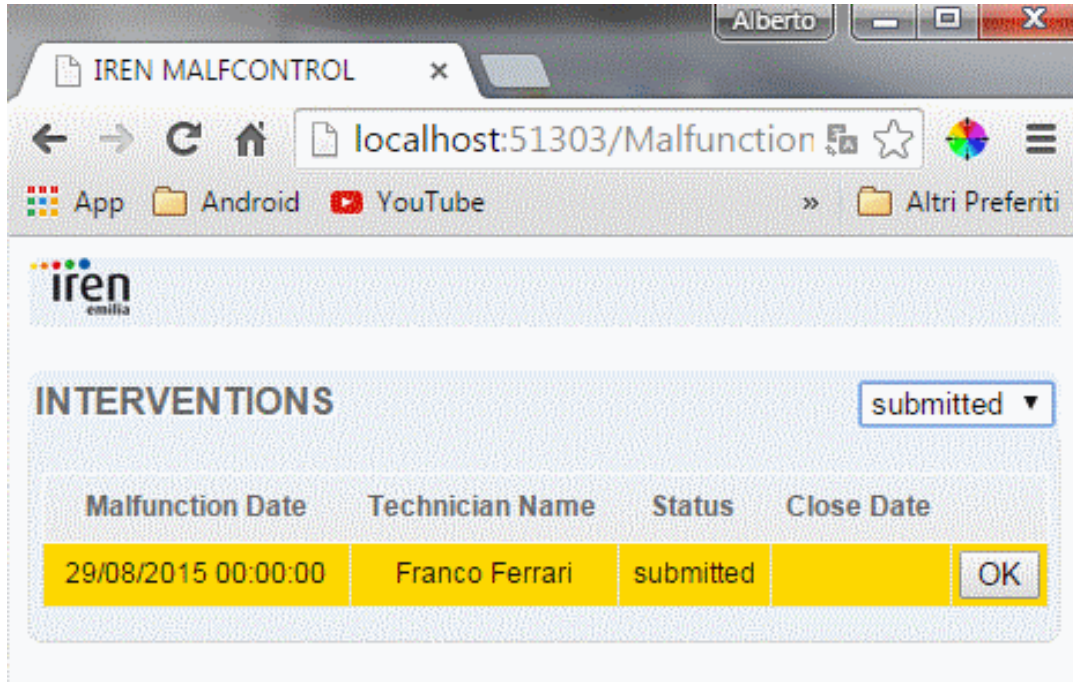 Alberto
IREN MALFCONTROL
localhost:51303/Malfunction
App Android YouTube » Altri Preferiti
iren
emilia
INTERVENTIONS submitted
Malfunction Date Technician Name Status Close Date
29/08/2015 00:00:00 Franco Ferrari submitted OK